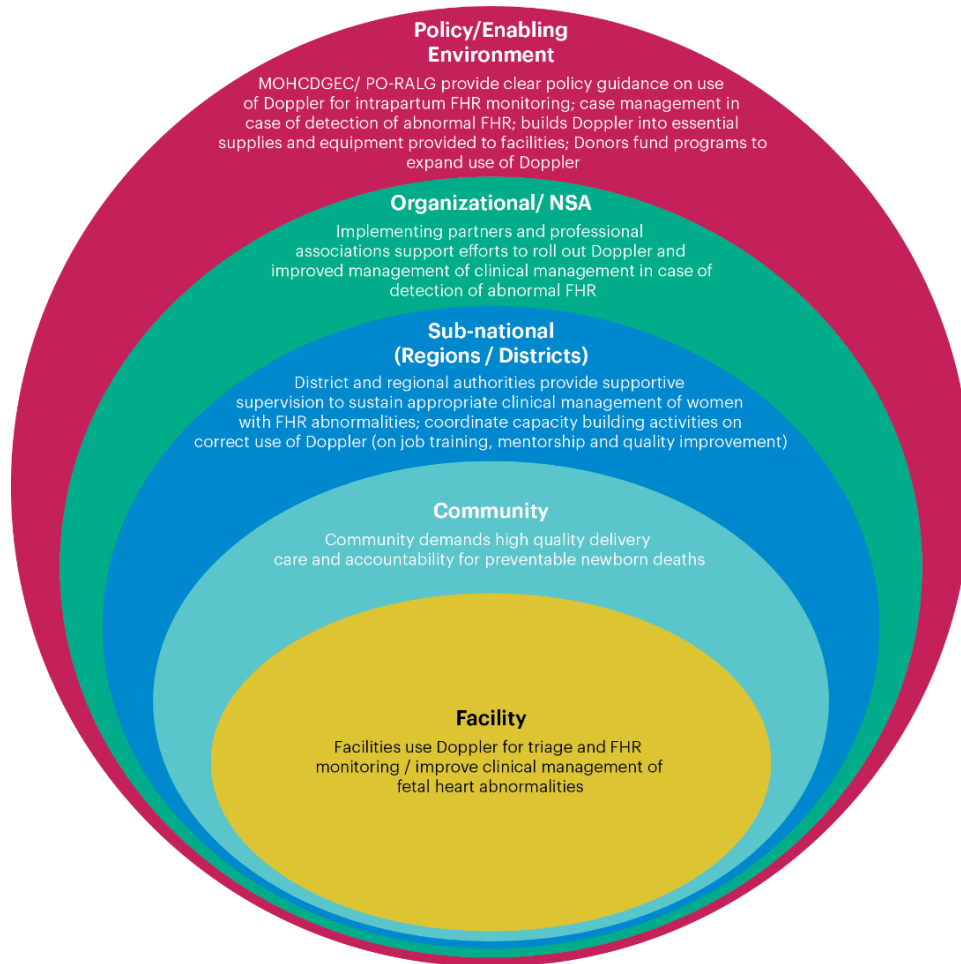 Policy/Enabling
Environment
MOHCDGEC/ PO-RALG provide clear policy guidance on use
of Doppler for intrapartum FHR monitoring; case management in
case of detection of abnormal FHR; builds Doppler into essential
supplies and equipment provided to facilities; Donors fund programs to
expand use of Doppler
Organizational/ NSA
Implementing partners and professional
associations support efforts to roll out Doppler and
improved management of clinical management in case of
detection of abnormal FHR
Sub-national
(Regions / Districts)
District and regional authorities provide supportive
supervision to sustain appropriate clinical management of women
with FHR abnormalities; coordinate capacity building activities on
correct use of Doppler (on job training, mentorship and quality improvement)
Community
Community demands high quality delivery
care and accountability for preventable newborn deaths
Facility
Facilities use Doppler for triage and FHR
monitoring / improve clinical management of
fetal heart abnormalities